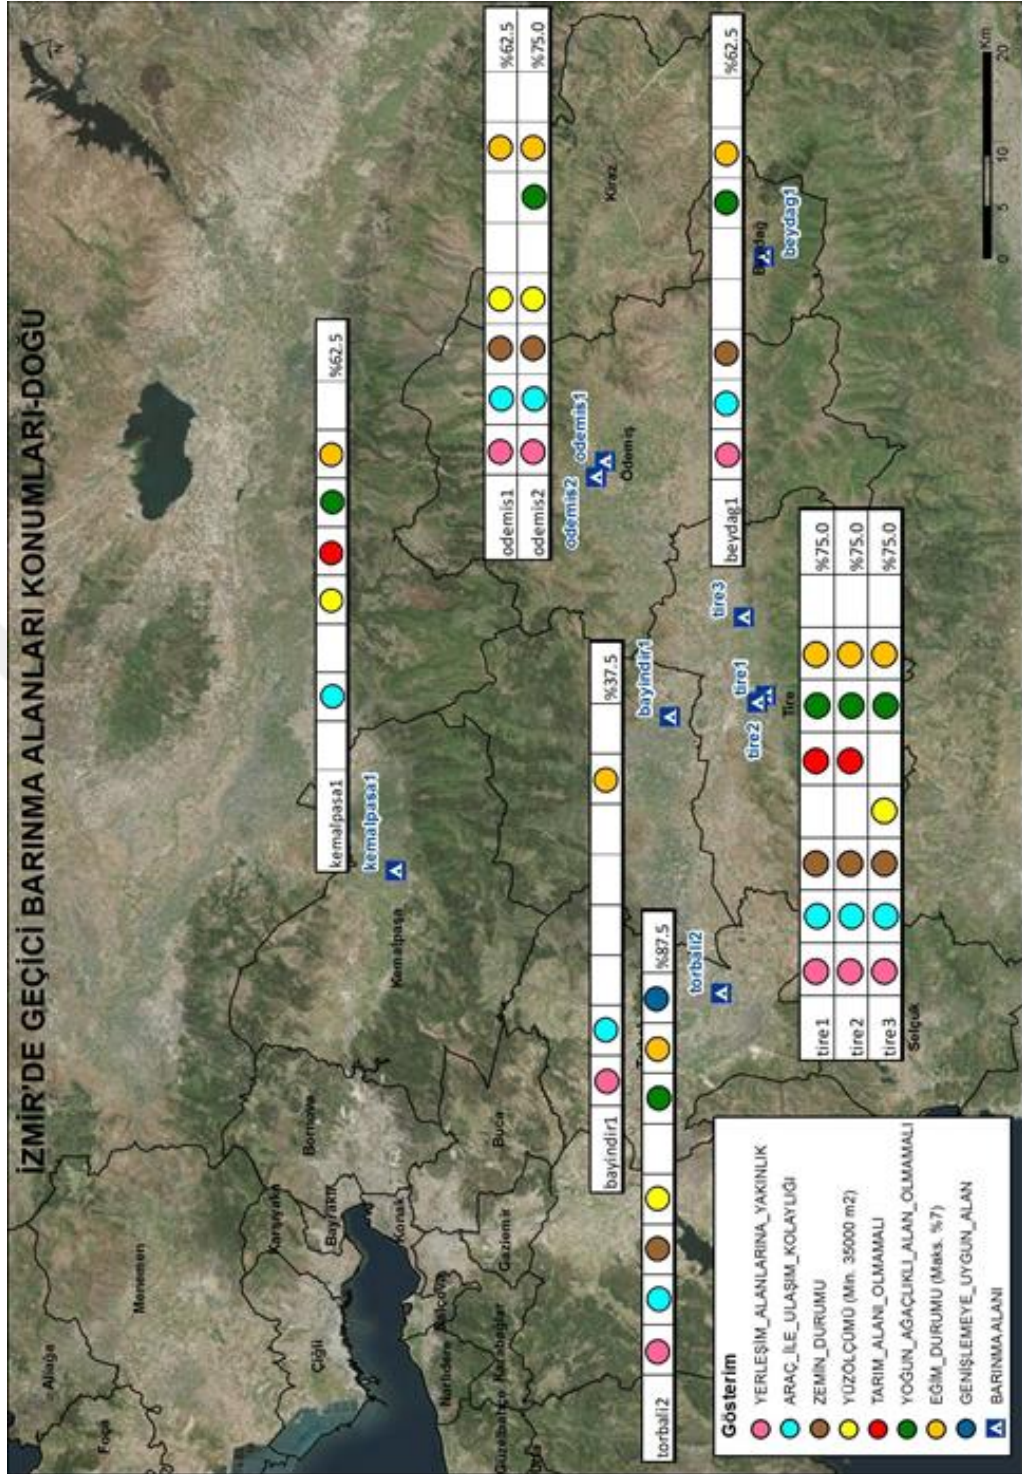 İZMİR'DE GEÇİCİ BARINMA ALANLARI KONUMLARI-DOĞU
Aliağa
Foça
Menemen
Çiğli
Karşıyaka
Bayraklı
Bornova
Konak
Balçova
Narlıdere
Karabağlar
Güzelbahçe
Gaziemir
Buca
Kemalpaşa
kemalpasa1
kemalpasa1 %62.5
odemis1 %62.5
odemis2 %75.0
odemis2
odemis1
Ödemiş
Kiraz
beydag1 %62.5
Beydağ
beydag1
bayindir1 %37.5
bayindir1
torbali2 %87.5
torbali2
tire3
tire1
tire2
Tire
tire1 %75.0
tire2 %75.0
tire3 %75.0
Selçuk
Gösterim
YERLEŞİM_ALANLARINA_YAKINLIK
ARAÇ_İLE_ULAŞIM_KOLAYLIĞI
ZEMİN_DURUMU
YÜZÖLÇÜMÜ (Min. 35000 m2)
TARIM_ALANI_OLMAMALI
YOĞUN_AĞAÇLIKLI_ALAN_OLMAMALI
EĞİM_DURUMU (Maks. %7)
GENİŞLEMEYE_UYGUN_ALAN
BARINMA ALANI
0 5 10 20
Km